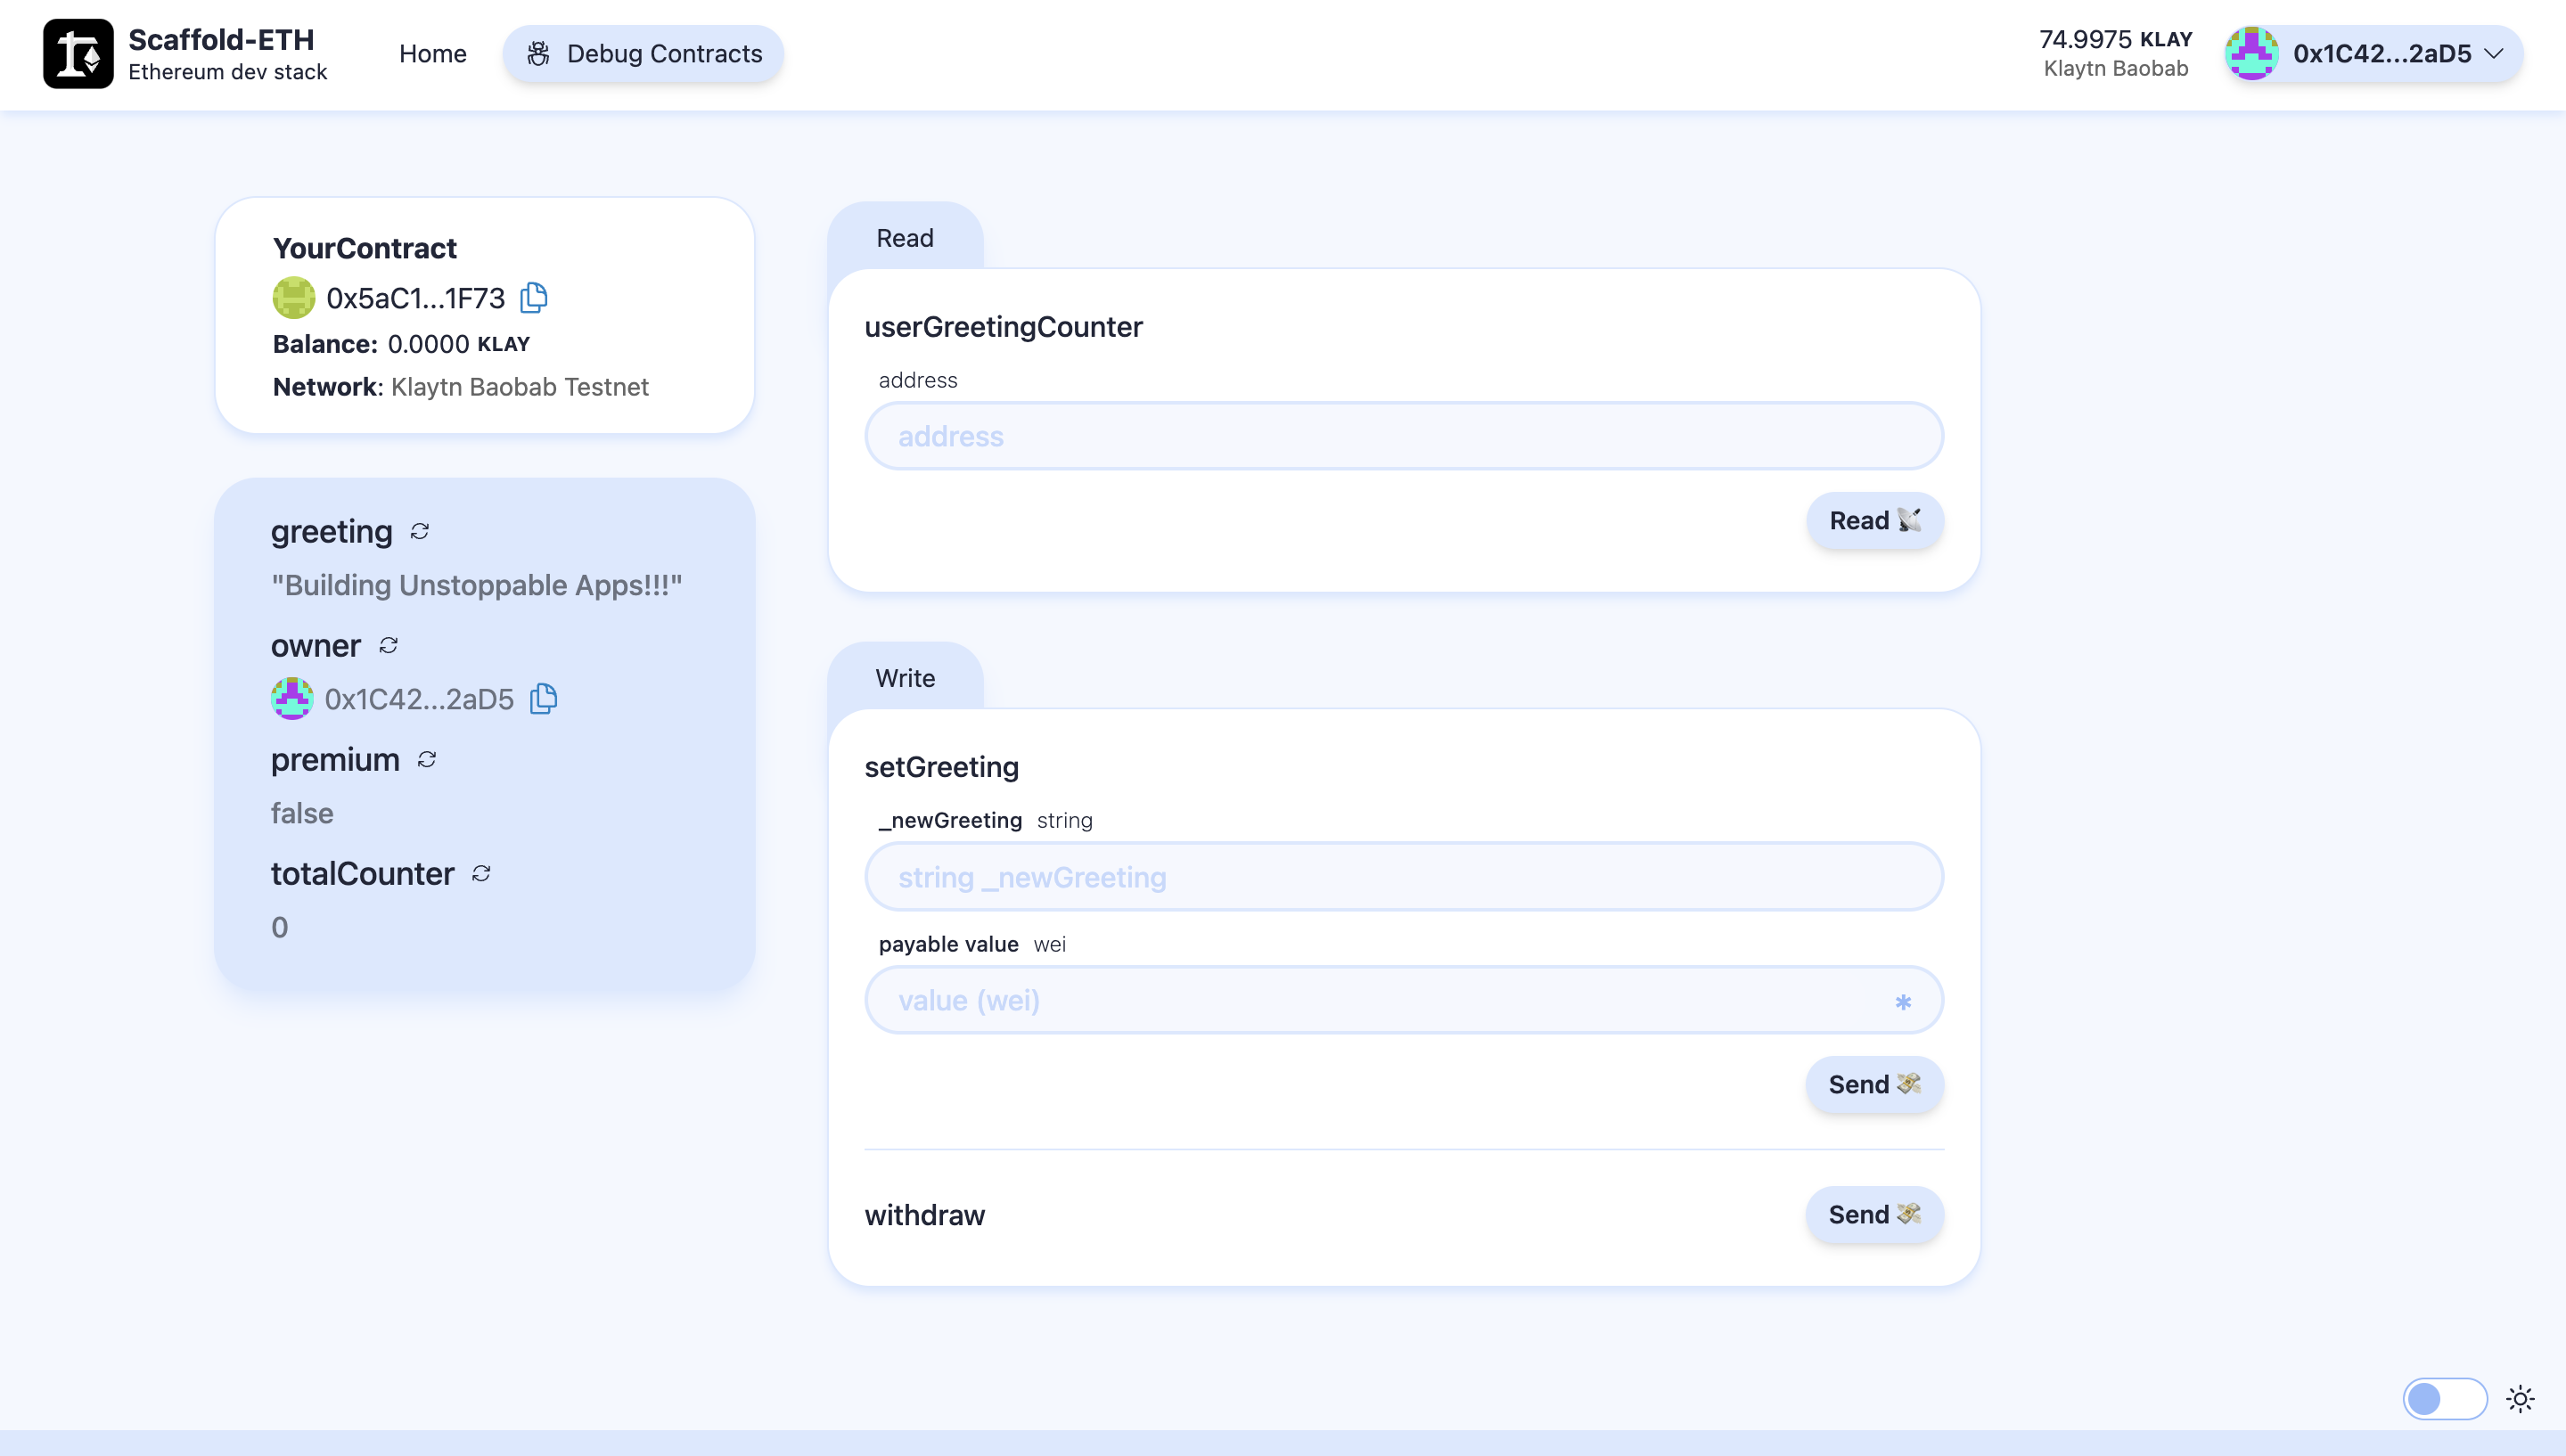 Scaffold-ETH
Ethereum dev stack
Home
Debug Contracts
74.9975 KLAY
Klaytn Baobab
0x1C42...2aD5
YourContract
0x5aC1...1F73
Balance: 0.0000 KLAY
Network: Klaytn Baobab Testnet
greeting
"Building Unstoppable Apps!!!"
owner
0x1C42...2aD5
premium
false
totalCounter
0
Read
userGreetingCounter
address
address
Read
Write
setGreeting
_newGreeting string
string _newGreeting
payable value wei
value (wei) *
Send
withdraw
Send